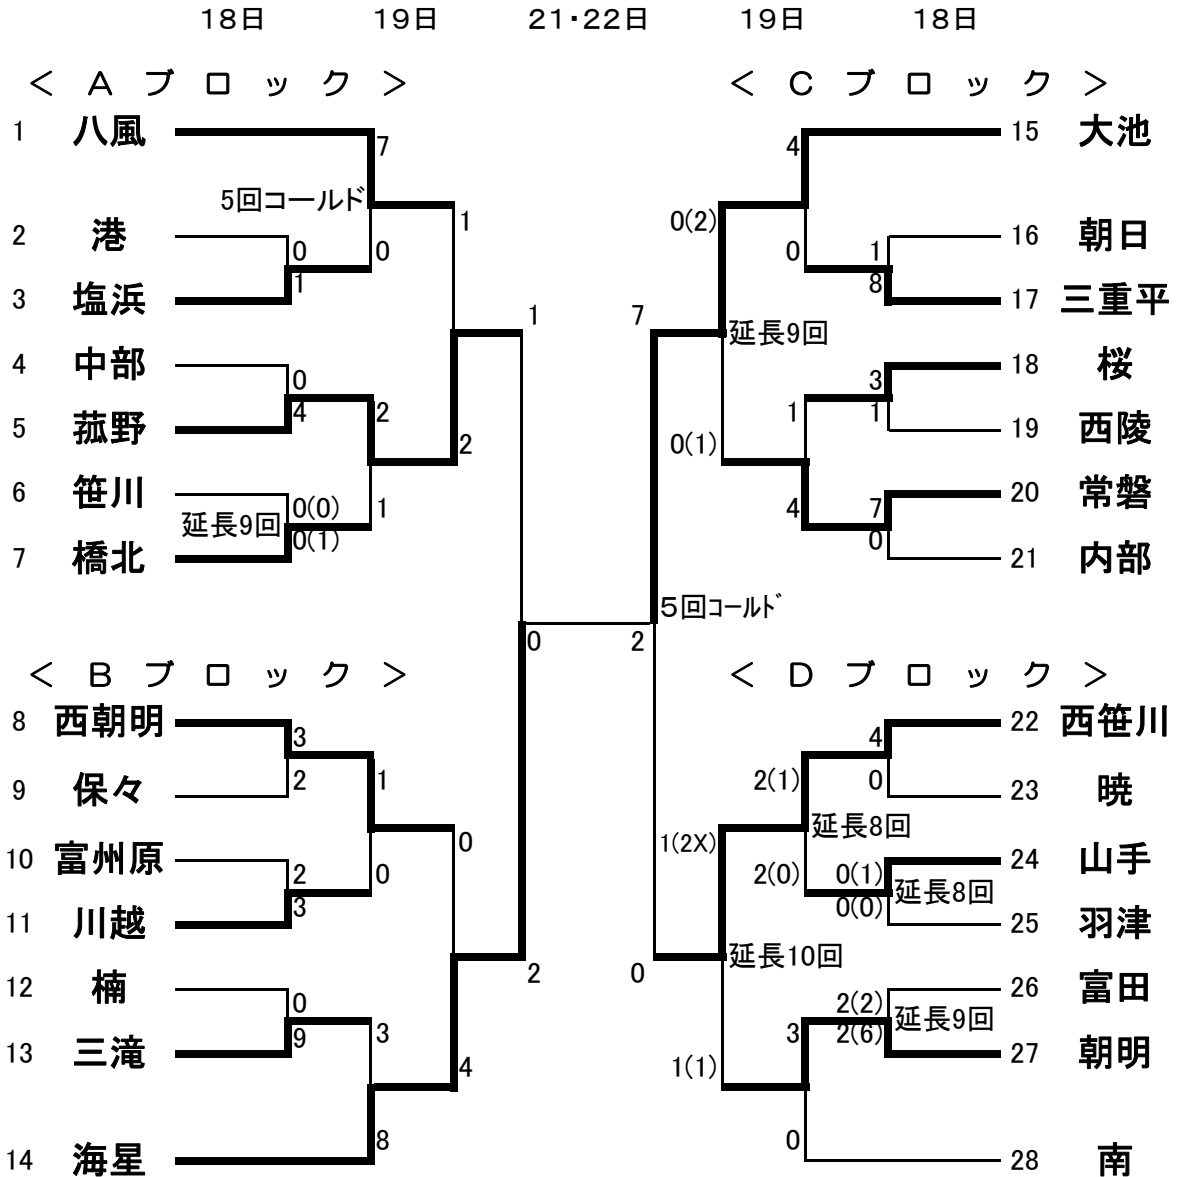 18日 19日 21・22日 19日 18日
＜ A ブ ロ ッ ク ＞
1 八風
7
5回コールド
1
2 港
0
0
3 塩浜
1
1
4 中部
0
5 菰野
4
2
2
6 笹川
0(0)
1
延長9回
7 橋北
0(1)
0
＜ B ブ ロ ッ ク ＞
8 西朝明
3
9 保々
2
1
0
10 富州原
2
0
11 川越
3
2
12 楠
0
13 三滝
9
3
4
14 海星
8
＜ C ブ ロ ッ ク ＞
4
15 大池
0(2)
0
1
16 朝日
8
17 三重平
7
延長9回
3
18 桜
1
1
19 西陵
0(1)
4
7
20 常磐
0
21 内部
5回ｺｰﾙﾄﾞ
2
＜ D ブ ロ ッ ク ＞
4
22 西笹川
2(1)
0
23 暁
延長8回
1(2X)
2(0)
0(1)
24 山手
延長8回
0(0)
25 羽津
延長10回
0
2(2)
26 富田
延長9回
3
2(6)
27 朝明
1(1)
0
28 南